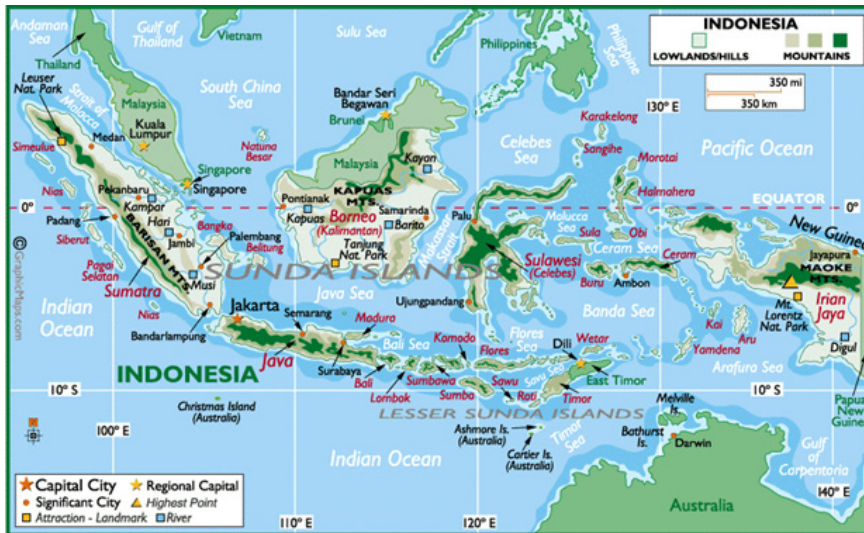 Andaman Sea
Gulf of Thailand
Vietnam
Sulu Sea
Philippines
Philippine Sea
INDONESIA
LOWLANDS/HILLS
MOUNTAINS
350 mi
350 km
Thailand
Leuser Nat. Park
Strait of Malacca
Malaysia
South China Sea
Bandar Seri Begawan
Brunei
130° E
Celebes Sea
Karakelong
Sangihe
Morotai
Pacific Ocean
Medan
Kuala Lumpur
Simeulue
Natuna Besar
Malaysia
Kayan
Halmahera
Singapore
Singapore
Nias
Pekanbaru
Kampar
Pontianak
KAPUAS MTS.
EQUATOR
0°
0°
Kapuas
Borneo
(Kalimantan)
Samarinda
Barito
Palu
Molucca Sea
New Guinea
Padang
Hari
Jambi
Bangka
Palembang
Belitung
Makassar Strait
Sula
Obi
Ceram Sea
Ceram
Jayapura
MAOKE MTS.
Siberut
BARISAN MTS.
Tanjung Nat. Park
Sulawesi
(Celebes)
Buru
Ambon
SUNDA ISLANDS
Pagai Selatan
Musi
Sumatra
Java Sea
Ujungpandang
Banda Sea
Mt. Lorentz Nat. Park
Irian Jaya
Indian Ocean
Nias
Jakarta
Semarang
Madura
Bandarlampung
Java
Surabaya
Bali Sea
Komodo
Flores Sea
Flores
Dili
Wetar
Kai
Aru
Yamdena
Digul
Arafura Sea
INDONESIA
Bali
Lombok
Sumbawa
Sumba
Savu Sea
Sawu
Roti
Timor
East Timor
10° S
10° S
LESSER SUNDA ISLANDS
Papua New Guinea
Christmas Island
(Australia)
Ashmore Is.
(Australia)
Cartier Is.
(Australia)
Timor Sea
Melville Is.
Bathurst Is.
Darwin
Gulf of Carpentaria
100° E
Indian Ocean
110° E
120° E
140° E
Australia
Capital City
Regional Capital
Significant City
Highest Point
Attraction - Landmark
River
©GraphicMaps.com